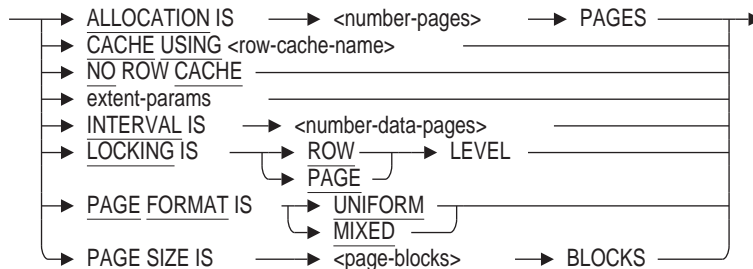 ALLOCATION IS <number-pages> PAGES
CACHE USING <row-cache-name>
NO ROW CACHE
extent-params
INTERVAL IS <number-data-pages>
LOCKING IS ROW LEVEL
PAGE
PAGE FORMAT IS UNIFORM
MIXED
PAGE SIZE IS <page-blocks> BLOCKS